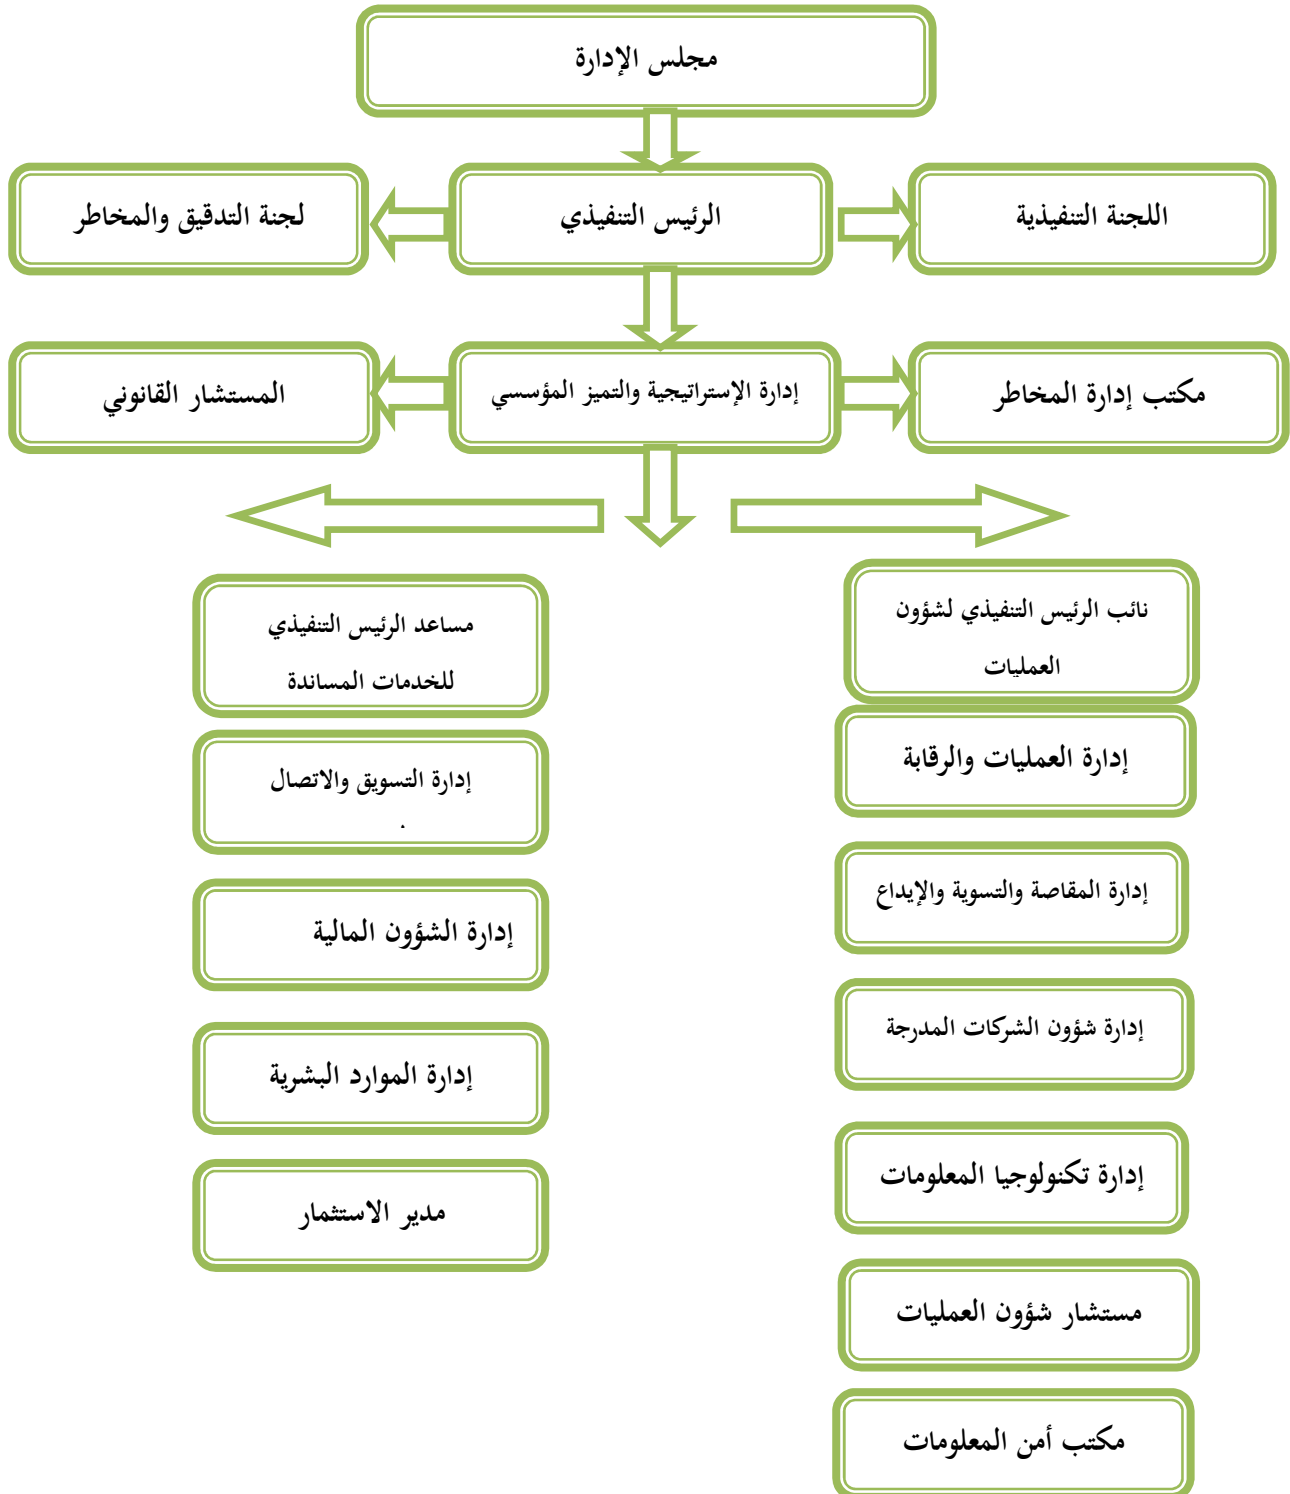 مجلس الإدارة
اللجنة التنفيذية
الرئيس التنفيذي
لجنة التدقيق والمخاطر
مكتب إدارة المخاطر
إدارة الإستراتيجية والتميز المؤسسي
المستشار القانوني
نائب الرئيس التنفيذي لشؤون
العمليات
إدارة العمليات والرقابة
إدارة المقاصة والتسوية والإيداع
إدارة شؤون الشركات المدرجة
إدارة تكنولوجيا المعلومات
مستشار شؤون العمليات
مكتب أمن المعلومات
مساعد الرئيس التنفيذي
للخدمات المساندة
إدارة التسويق والاتصال
إدارة الشؤون المالية
إدارة الموارد البشرية
مدير الاستثمار